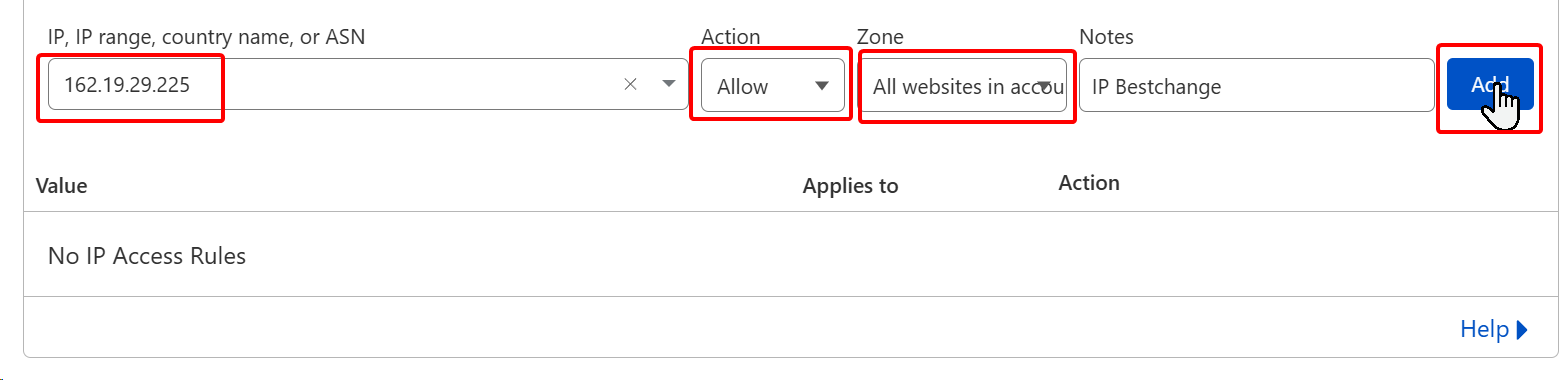 IP, IP range, country name, or ASN Action Zone Notes
162.19.29.225 Allow All websites in accou IP Bestchange Add
Value Applies to Action
No IP Access Rules
Help